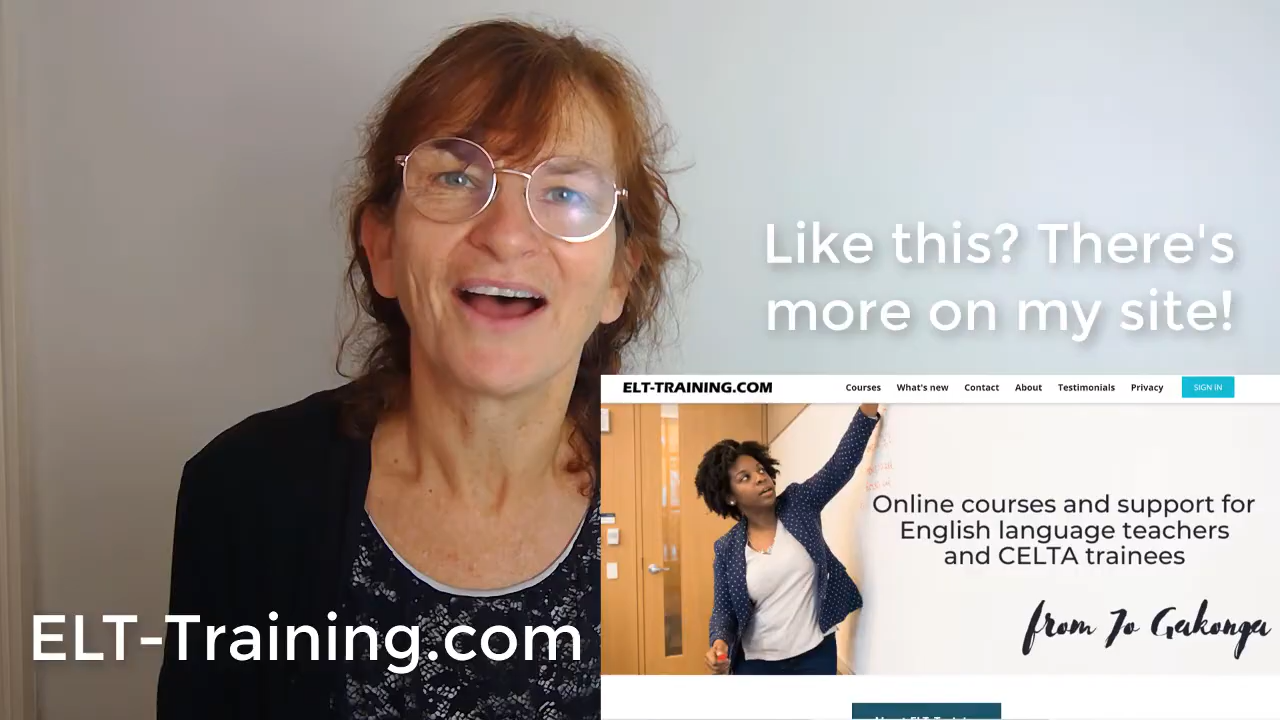 Like this? There's
more on my site!
ELT-TRAINING.COM
Courses What's new Contact About Testimonials Privacy SIGN IN
Online courses and support for
English language teachers
and CELTA trainees
from Jo Gakonga
ELT-Training.com